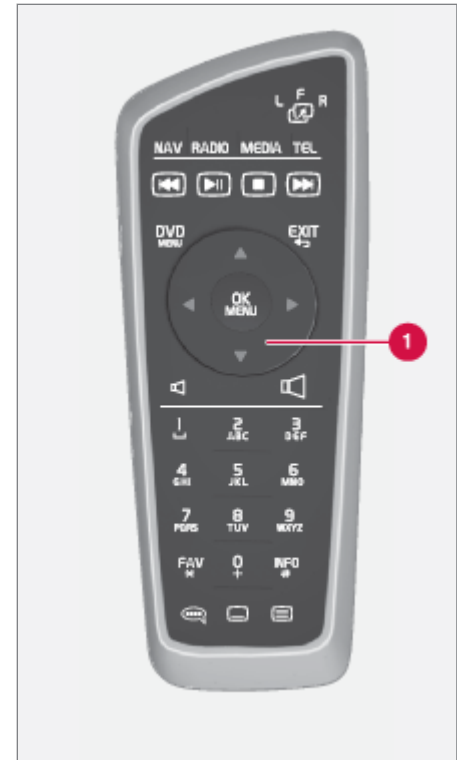 L F R
NAV RADIO MEDIA TEL
DVD EXIT
MENU
OK
MENU
1
1 2 3
ABC DEF
4 5 6
GHI JKL MNO
7 8 9
PQRS TUV WXYZ
FAV 0 INFO
+ #